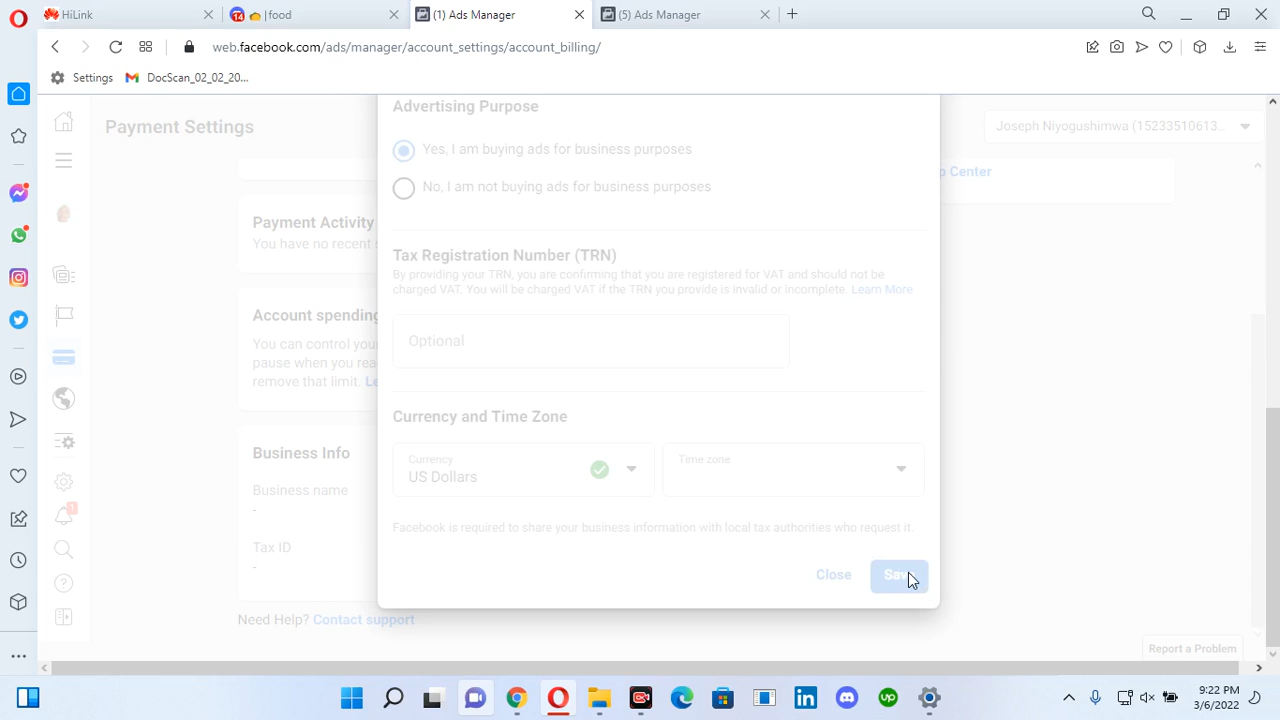 HiLink
14
food
(1) Ads Manager
(5) Ads Manager
web.facebook.com/ads/manager/account_settings/account_billing/
Settings
DocScan_02_02_20...
Payment Settings
Joseph Niyogushimwa (15233510613...
Advertising Purpose
Yes, I am buying ads for business purposes
No, I am not buying ads for business purposes
p Center
Payment Activity
You have no recent s
Tax Registration Number (TRN)
By providing your TRN, you are confirming that you are registered for VAT and should not be
charged VAT. You will be charged VAT if the TRN you provide is invalid or incomplete. Learn More
Optional
Account spending
You can control your
pause when you rea
remove that limit. Le
Currency and Time Zone
Currency
US Dollars
Time zone
Business Info
Business name
-
Tax ID
-
Facebook is required to share your business information with local tax authorities who request it.
Close
Save
Need Help? Contact support
1
Report a Problem
9:22 PM
3/6/2022